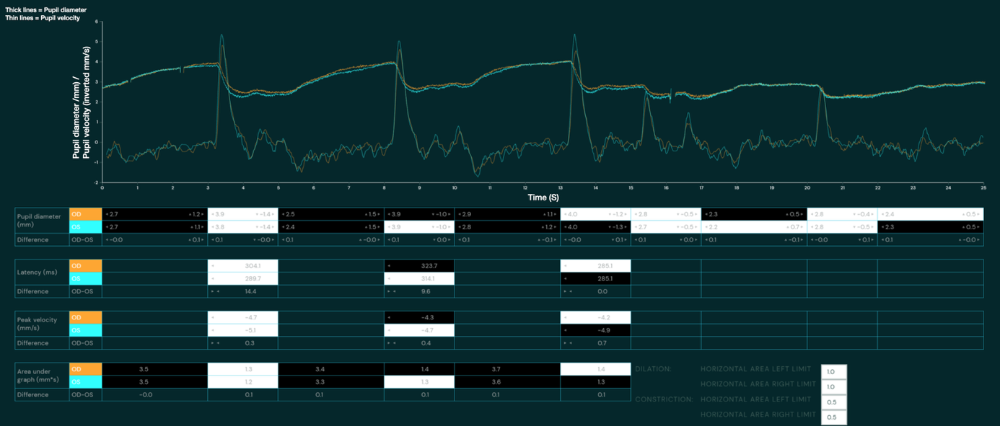 Thick lines = Pupil diameter
Thin lines = Pupil velocity
Pupil diameter /mm) /
Pupil velocity (inverted mm/s)
6
5
4
3
2
1
0
-1
-2
0 1 2 3 4 5 6 7 8 9 10 11 12 13 14 15 16 17 18 19 20 21 22 23 24 25
Time (S)
Pupil diameter (mm) OD 2.7 1.2 3.9 -1.4 2.5 1.5 3.9 -1.0 2.9 1.1 4.0 -1.2 2.8 -0.5 2.3 0.5 2.8 -0.4 2.4 0.5
OS 2.7 1.1 3.8 -1.4 2.4 1.5 3.9 -1.0 2.8 1.2 4.0 -1.3 2.7 -0.5 2.2 0.7 2.8 -0.5 2.3 0.5
Difference OD-OS -0.0 0.1 0.1 -0.0 0.1 -0.0 0.1 0.0 0.1 -0.1 -0.0 0.1 0.1 0.0 0.1 -0.1 -0.0 0.1 0.1 -0.0
Latency (ms) OD 304.1 323.7 285.1
OS 289.7 314.1 285.1
Difference OD-OS 14.4 9.6 0.0
Peak velocity (mm/s) OD -4.7 -4.3 -4.2
OS -5.1 -4.7 -4.9
Difference OD-OS 0.3 0.4 0.7
Area under graph (mm*s) OD 3.5 1.3 3.4 1.4 3.7 1.4
OS 3.5 1.2 3.3 1.3 3.6 1.3
Difference OD-OS -0.0 0.1 0.1 0.1 0.1 0.1
DILATION: HORIZONTAL AREA LEFT LIMIT 1.0
HORIZONTAL AREA RIGHT LIMIT 1.0
CONSTRICTION: HORIZONTAL AREA LEFT LIMIT 0.5
HORIZONTAL AREA RIGHT LIMIT 0.5